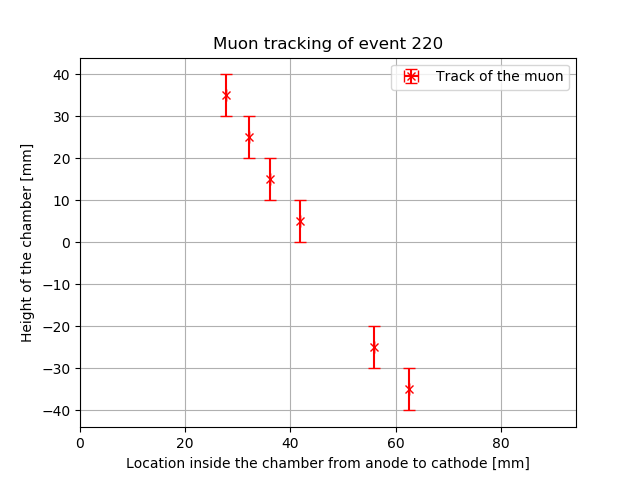 Muon tracking of event 220
Track of the muon
40
30
20
10
0
−10
−20
−30
−40
Height of the chamber [mm]
0 20 40 60 80
Location inside the chamber from anode to cathode [mm]